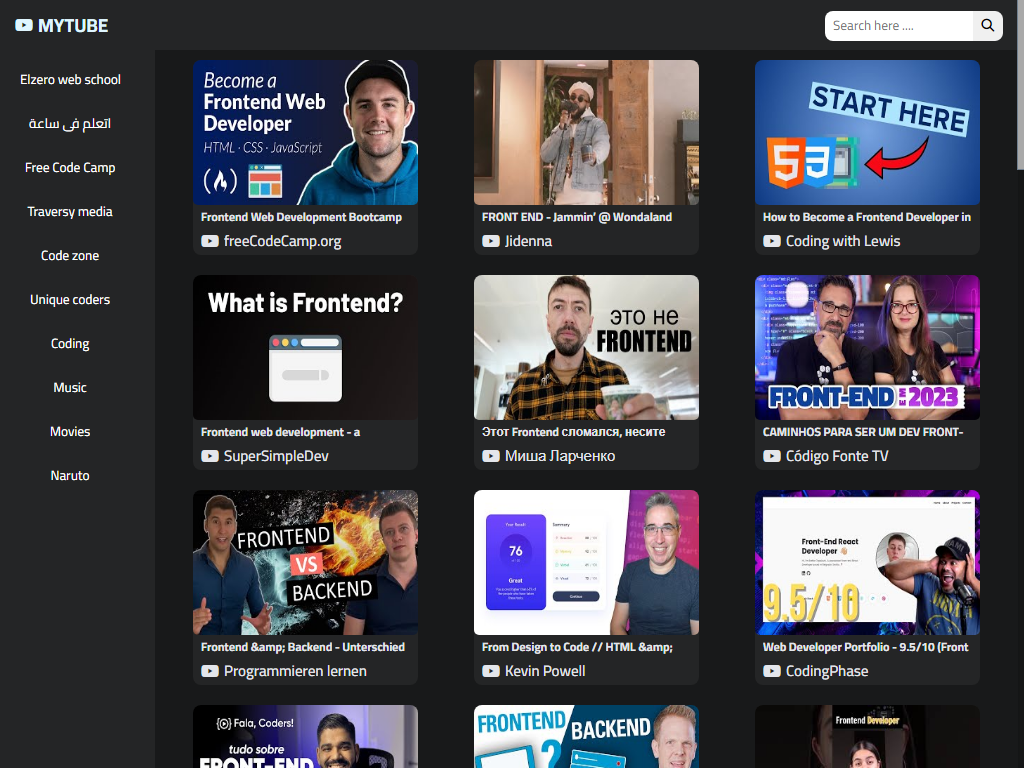 MYTUBE
Search here ....
Elzero web school
اتعلم فى ساعة
Free Code Camp
Traversy media
Code zone
Unique coders
Coding
Music
Movies
Naruto
Become a
Frontend Web
Developer
HTML · CSS · JavaScript
Frontend Web Development Bootcamp
freeCodeCamp.org
FRONT END - Jammin’ @ Wondaland
Jidenna
START HERE
How to Become a Frontend Developer in
Coding with Lewis
What is Frontend?
Frontend web development - a
SuperSimpleDev
ЭТО НЕ
FRONTEND
Этот Frontend сломался, несите
Миша Ларченко
FRONT-END EM 2023
CAMINHOS PARA SER UM DEV FRONT-
Código Fonte TV
FRONTEND
VS
BACKEND
Frontend &amp; Backend - Unterschied
Programmieren lernen
Your Result
76
Great
Summary
From Design to Code // HTML &amp;
Kevin Powell
Front-End React
Developer
9.5/10
Web Developer Portfolio - 9.5/10 (Front
CodingPhase
Fala, Coders!
tudo sobre
FRONT-END
FRONTEND
BACKEND
?
Frontend Developer